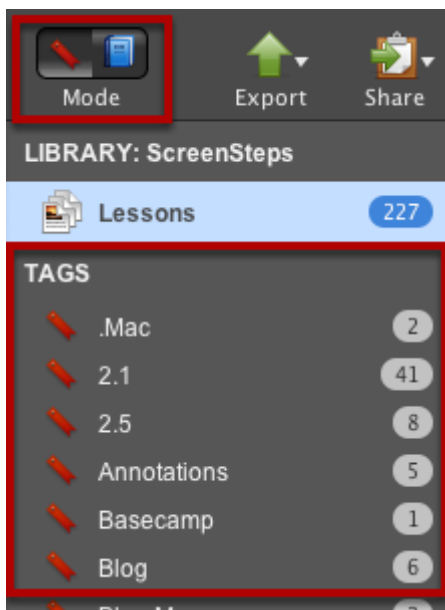 Mode Export Share
LIBRARY: ScreenSteps
Lessons 227
TAGS
.Mac 2
2.1 41
2.5 8
Annotations 5
Basecamp 1
Blog 6